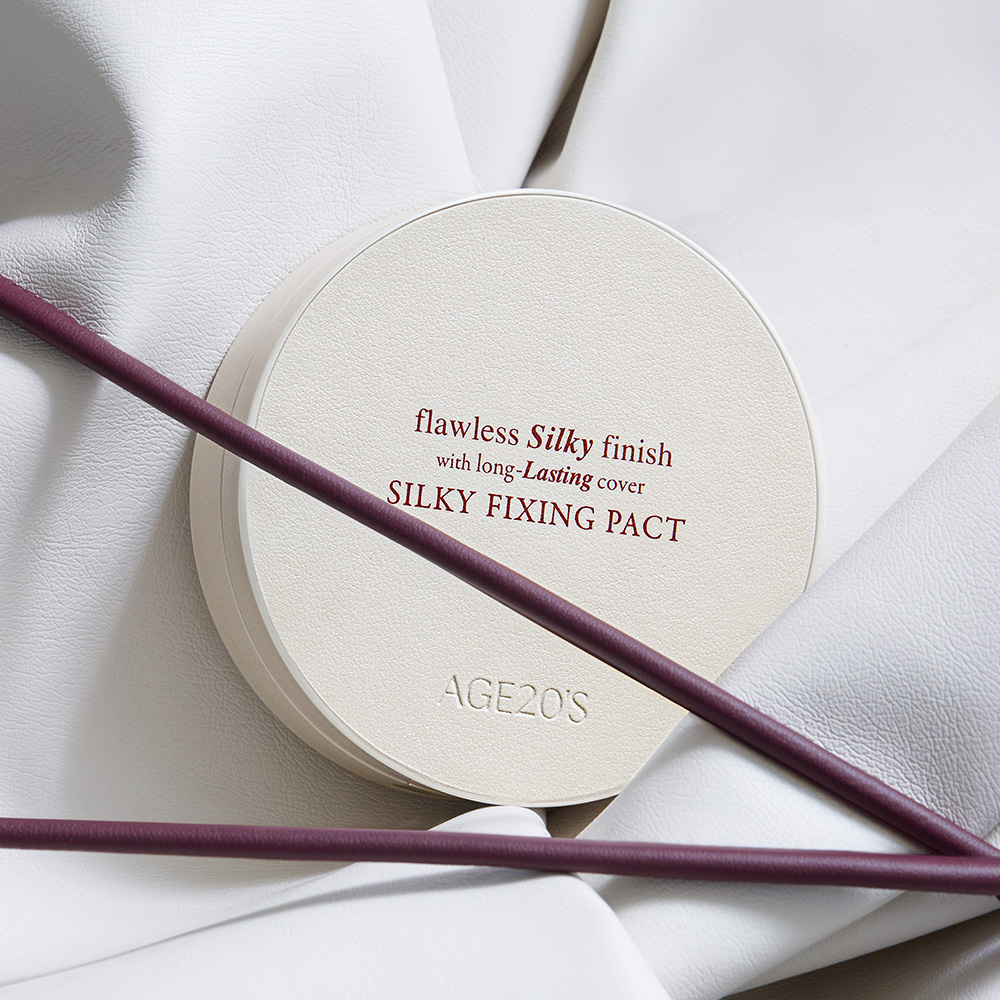 flawless Silky finish
with long-Lasting cover
SILKY FIXING PACT
AGE20'S